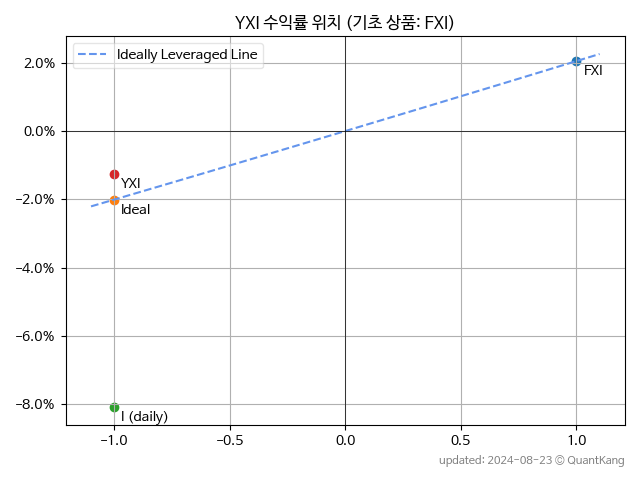 YXI 수익률 위치 (기초 상품: FXI)
Ideally Leveraged Line
2.0%
0.0%
−2.0%
−4.0%
−6.0%
−8.0%
FXI
YXI
Ideal
I (daily)
−1.0
−0.5
0.0
0.5
1.0
updated: 2024-08-23 © QuantKang